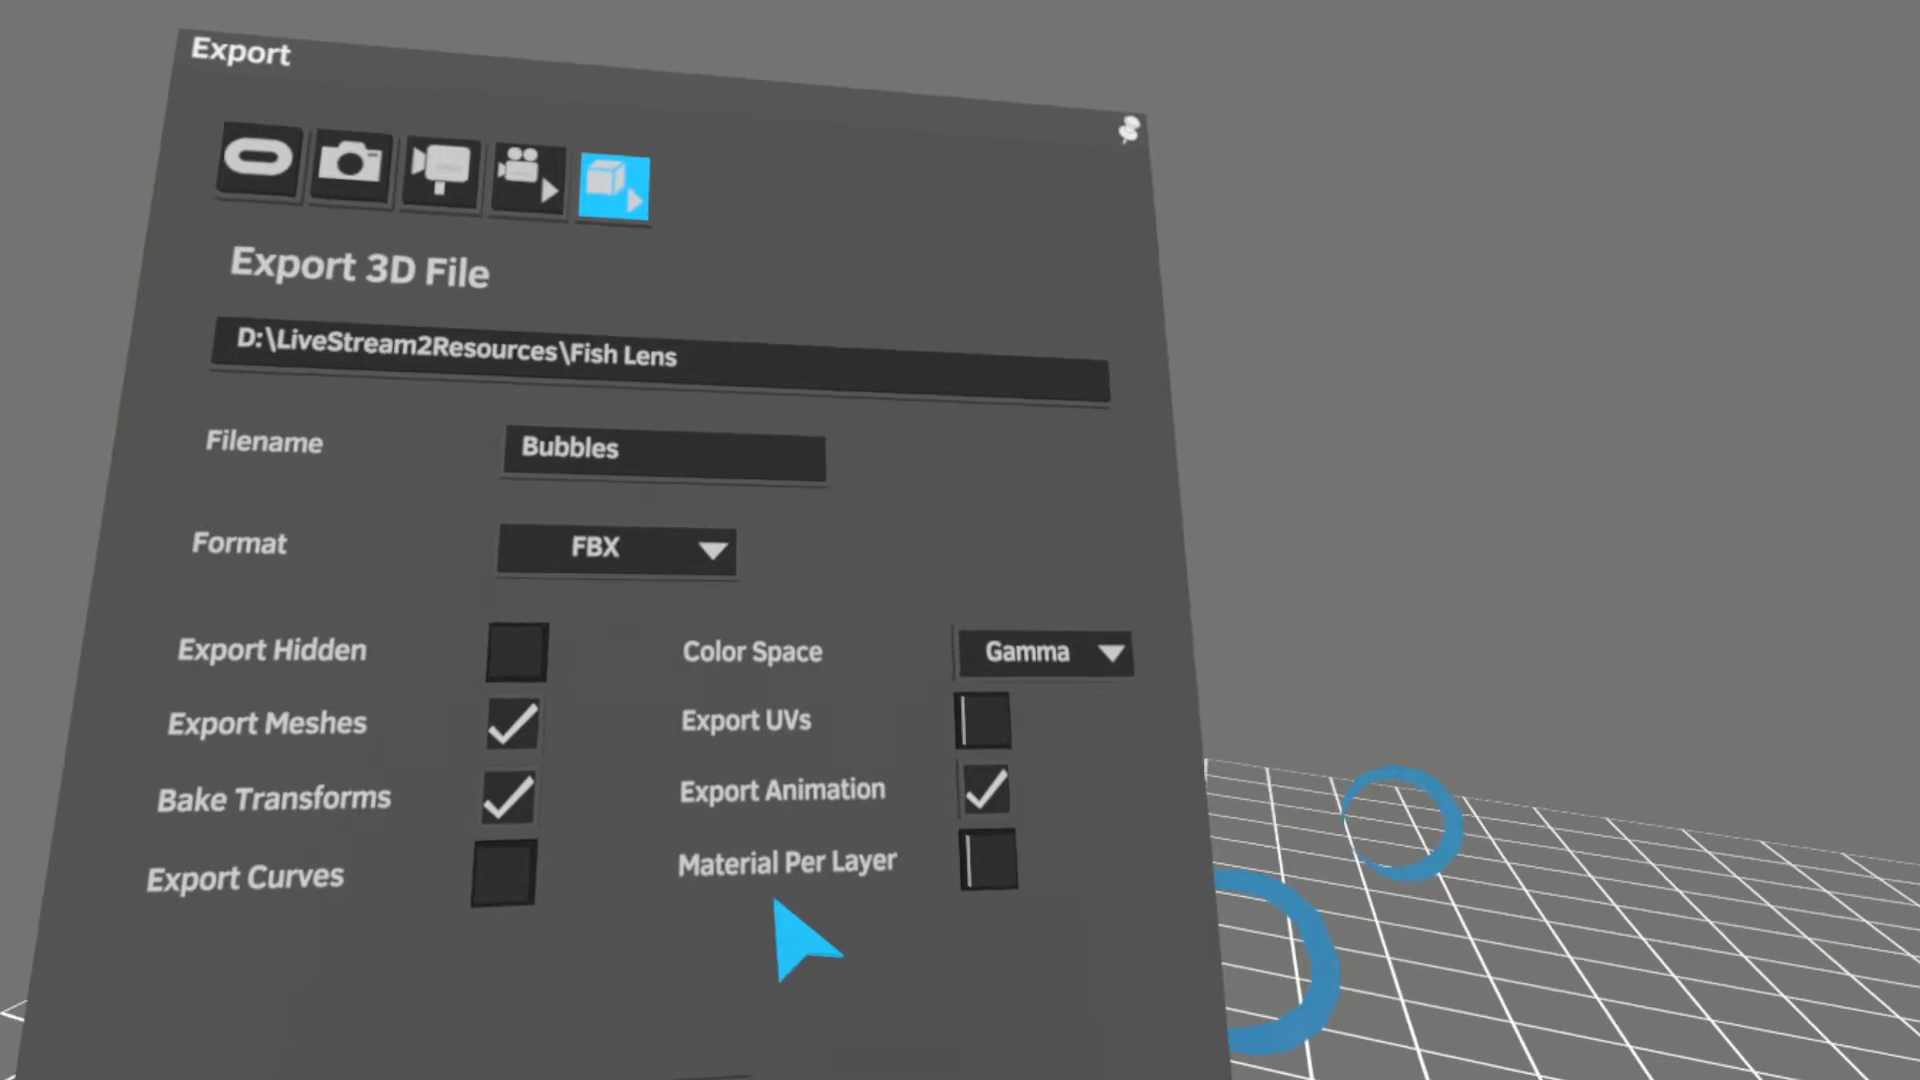 Export
Export 3D File
D:\LiveStream2Resources\Fish Lens
Filename Bubbles
Format FBX
Export Hidden Color Space Gamma
Export Meshes Export UVs
Bake Transforms Export Animation
Export Curves Material Per Layer